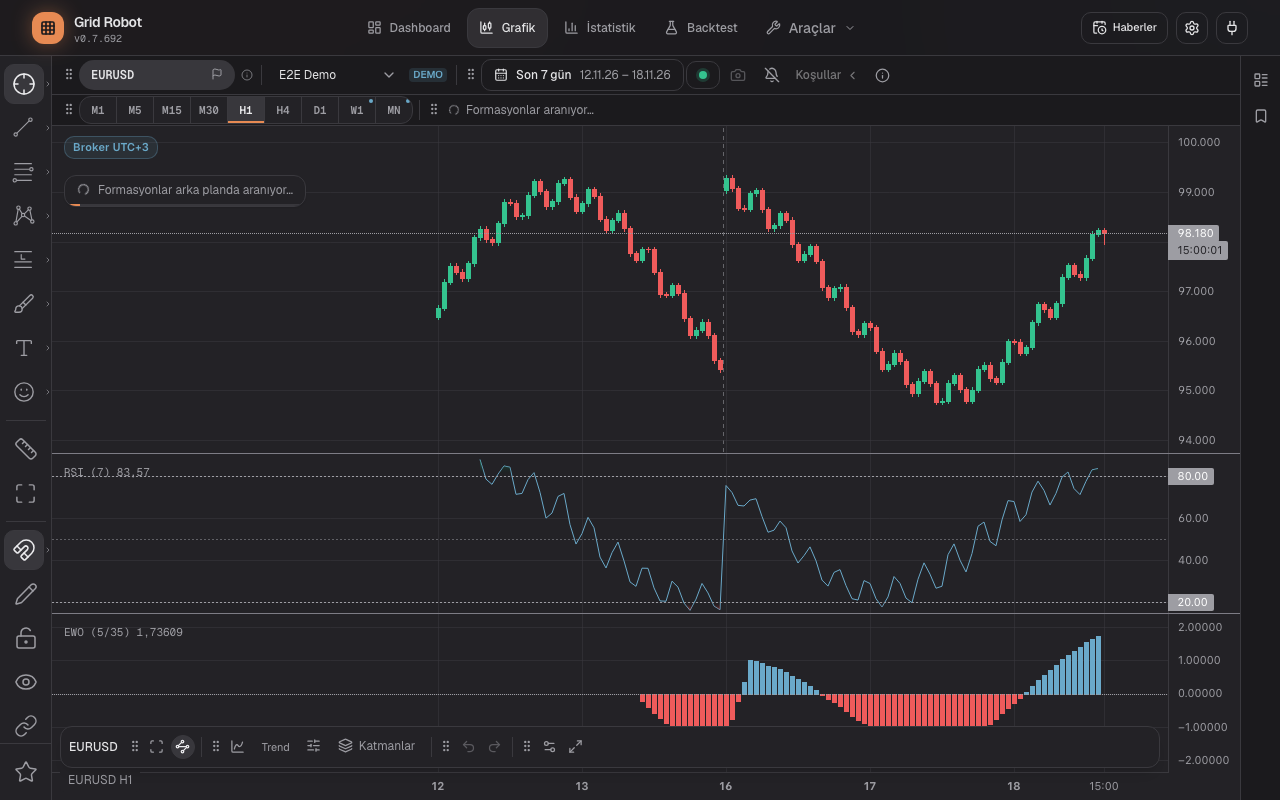 Grid Robot
v0.7.692
Dashboard
Grafik
İstatistik
Backtest
Araçlar
Haberler
EURUSD
E2E Demo
DEMO
Son 7 gün 12.11.26 – 18.11.26
Koşullar
M1 M5 M15 M30 H1 H4 D1 W1 MN
Formasyonlar aranıyor...
Broker UTC+3
Formasyonlar arka planda aranıyor...
100.000
99.000
98.180
15:00:01
97.000
96.000
95.000
94.000
RSI (7) 83,57
80.00
60.00
40.00
20.00
EWO (5/35) 1,73609
2.00000
1.00000
0.00000
−1.00000
−2.00000
EURUSD
Trend
Katmanlar
EURUSD H1
12 13 16 17 18 15:00